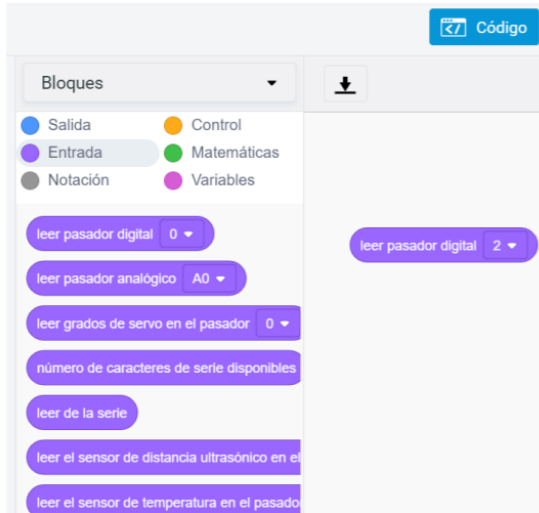 </> Código
Bloques
Salida Control
Entrada Matemáticas
Notación Variables
leer pasador digital 0
leer pasador digital 2
leer pasador analógico A0
leer grados de servo en el pasador 0
número de caracteres de serie disponibles
leer de la serie
leer el sensor de distancia ultrasónico en el
leer el sensor de temperatura en el pasado